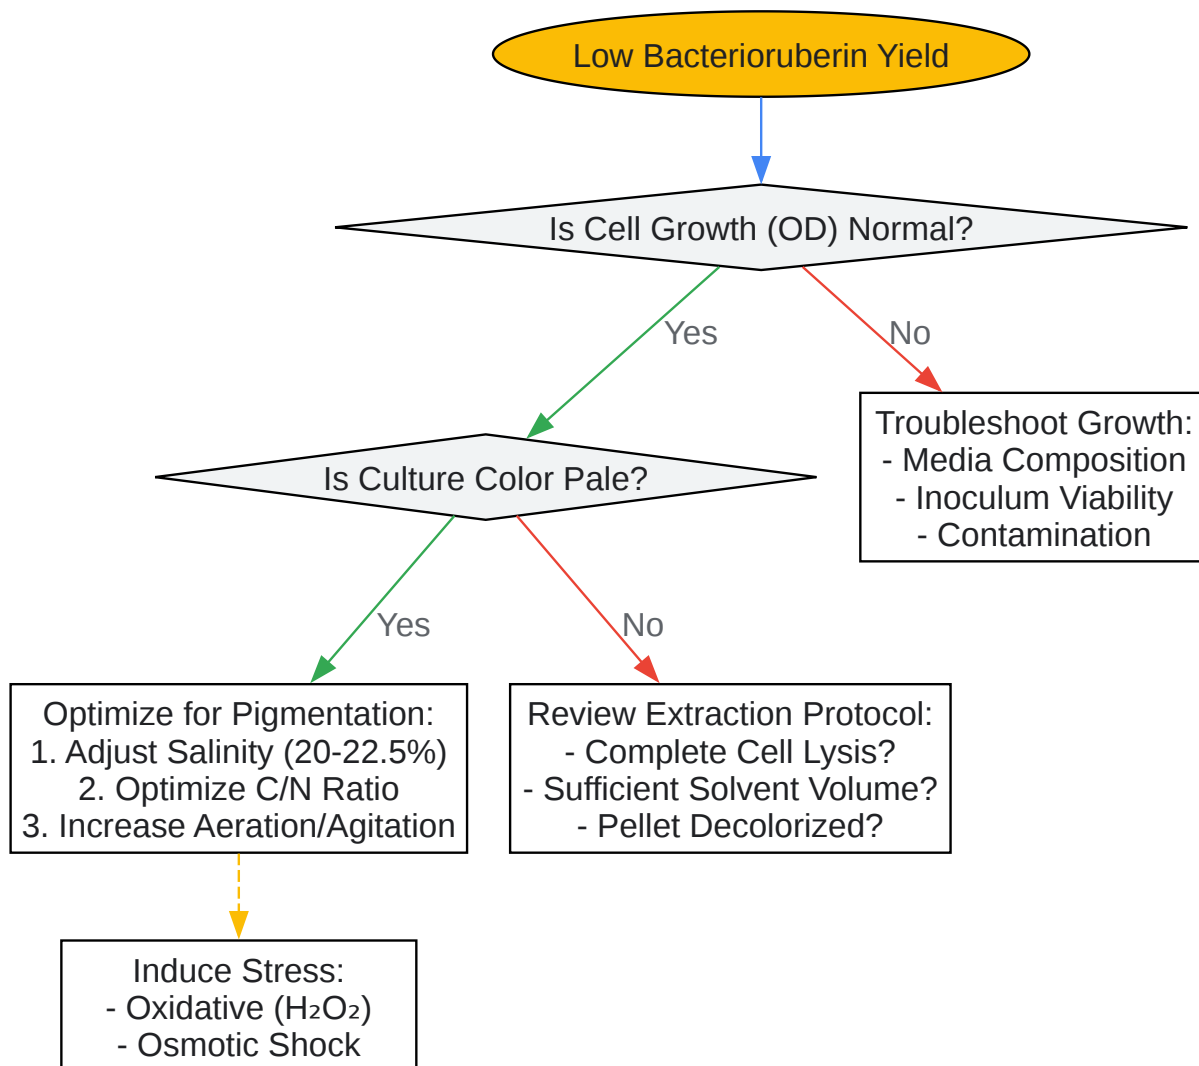 Low Bacterioruberin Yield
Is Cell Growth (OD) Normal?
Yes
No
Troubleshoot Growth:
- Media Composition
- Inoculum Viability
- Contamination
Is Culture Color Pale?
Yes
No
Optimize for Pigmentation:
1. Adjust Salinity (20-22.5%)
2. Optimize C/N Ratio
3. Increase Aeration/Agitation
Review Extraction Protocol:
- Complete Cell Lysis?
- Sufficient Solvent Volume?
- Pellet Decolorized?
Induce Stress:
- Oxidative (H₂O₂)
- Osmotic Shock